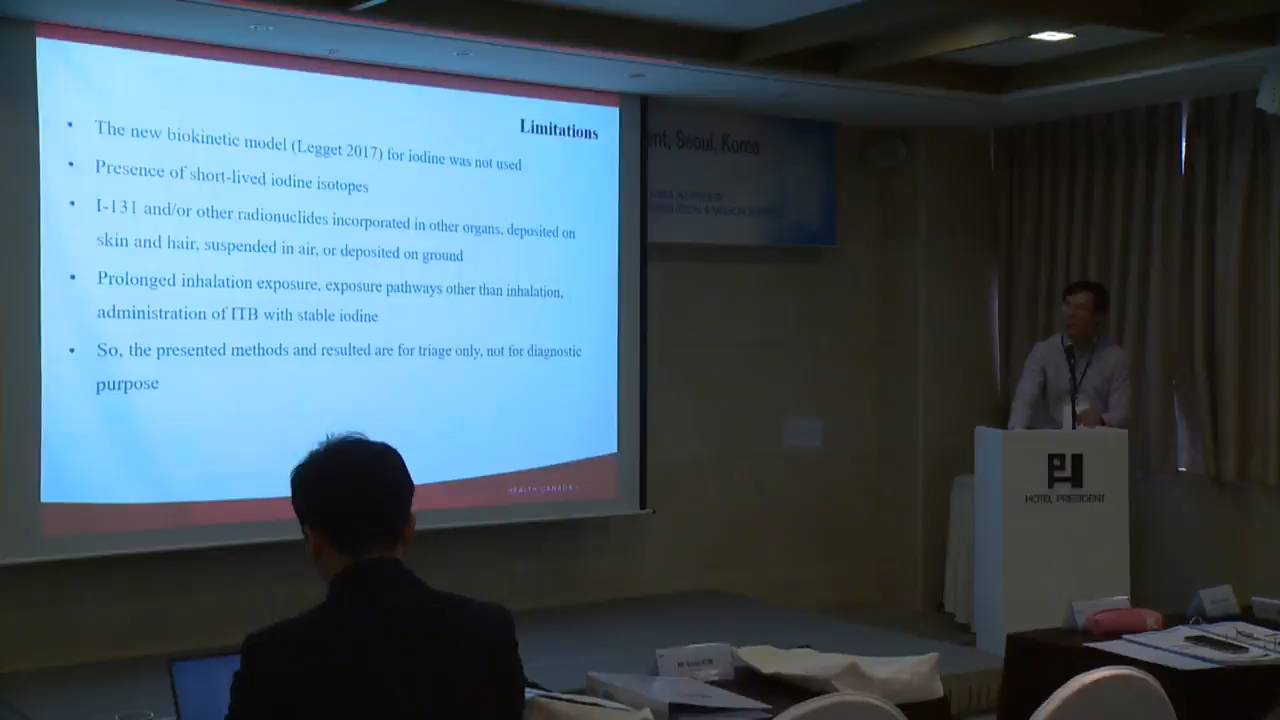 Limitations
• The new biokinetic model (Legget 2017) for iodine was not used
• Presence of short-lived iodine isotopes
• I-131 and/or other radionuclides incorporated in other organs, deposited on
skin and hair, suspended in air, or deposited on ground
• Prolonged inhalation exposure, exposure pathways other than inhalation,
administration of ITB with stable iodine
• So, the presented methods and resulted are for triage only, not for diagnostic
purpose
HEALTH CANADA
ent, Seoul, Korea
HOTEL PRESIDENT